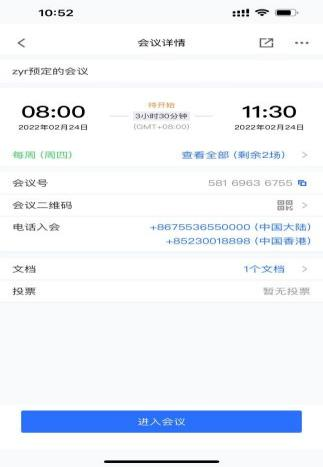 10:52
会议详情
zyr预定的会议
待开始
08:00 3小时30分钟 11:30
2022年02月24日 (GMT+08:00) 2022年02月24日
每周 (周四) 查看全部 (剩余2场)
会议号 581 6963 6755
会议二维码
电话入会 +8675536550000 (中国大陆)
+85230018898 (中国香港)
文档 1个文档
投票 暂无投票
进入会议